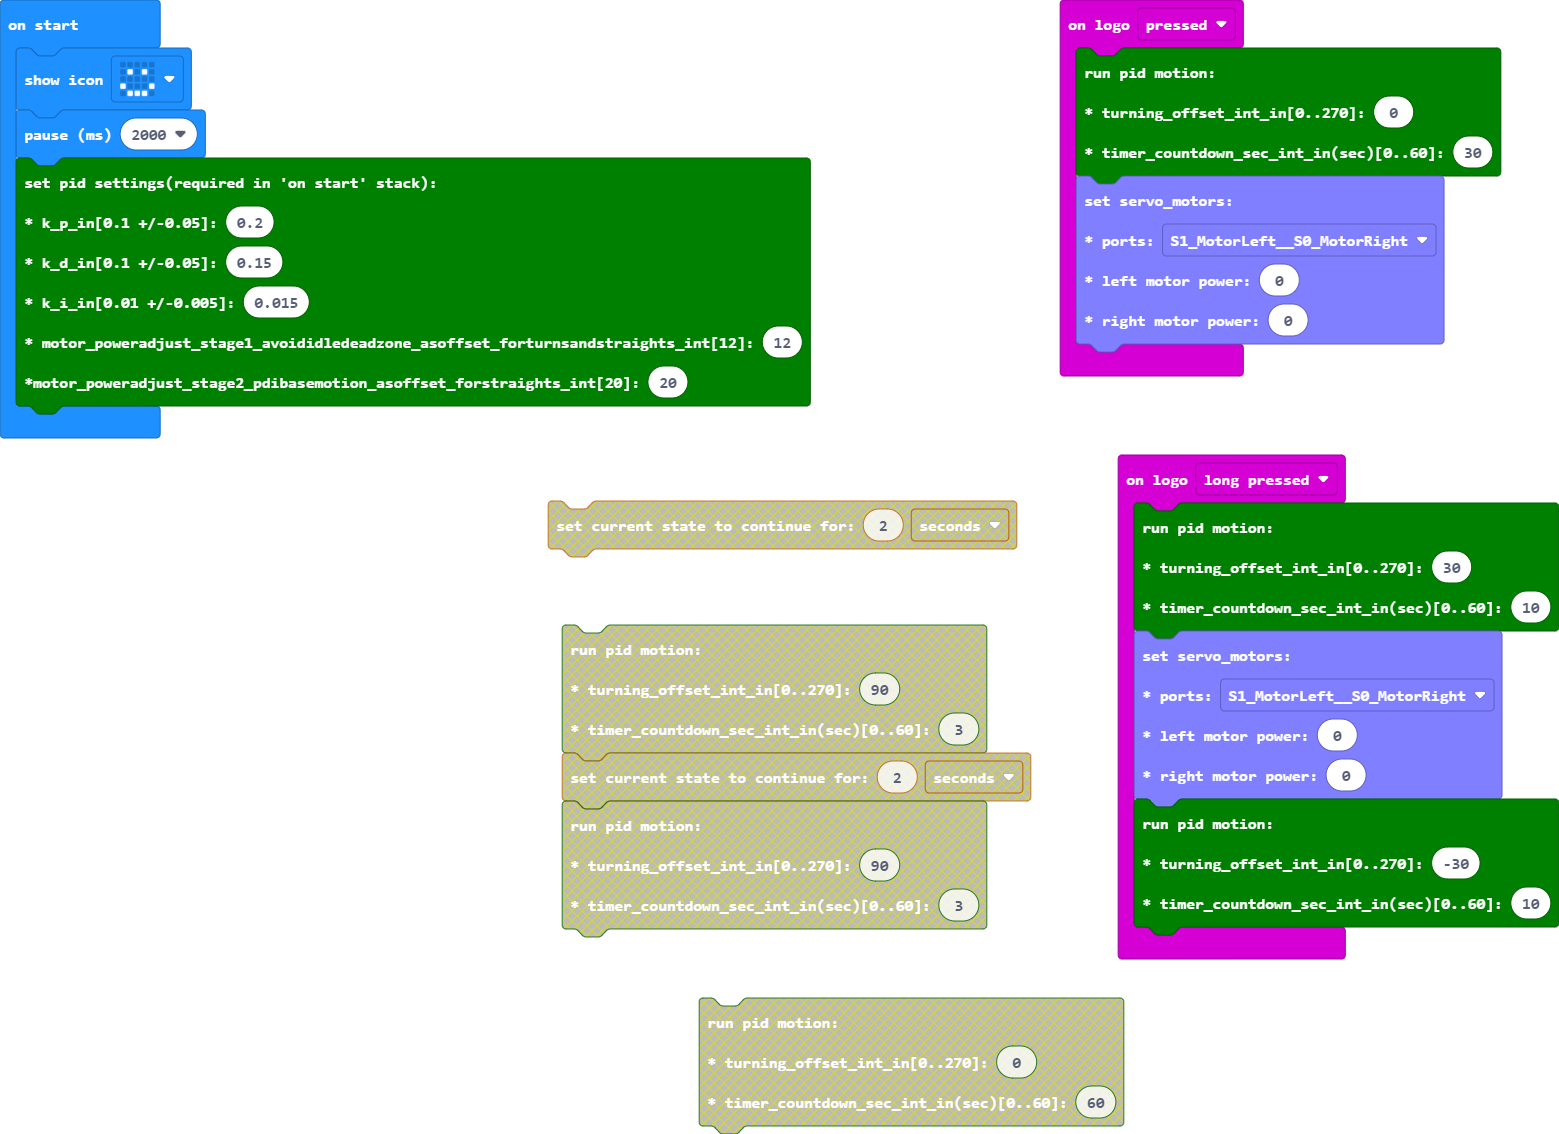 on start
show icon
pause (ms) 2000
set pid settings(required in 'on start' stack):
* k_p_in[0.1 +/-0.05]: 0.2
* k_d_in[0.1 +/-0.05]: 0.15
* k_i_in[0.01 +/-0.005]: 0.015
* motor_poweradjust_stage1_avoididledeadzone_asoffset_forturnsandstraights_int[12]: 12
*motor_poweradjust_stage2_pdibasemotion_asoffset_forstraights_int[20]: 20
on logo pressed
run pid motion:
* turning_offset_int_in[0..270]: 0
* timer_countdown_sec_int_in(sec)[0..60]: 30
set servo_motors:
* ports: S1_MotorLeft__S0_MotorRight
* left motor power: 0
* right motor power: 0
set current state to continue for: 2 seconds
run pid motion:
* turning_offset_int_in[0..270]: 90
* timer_countdown_sec_int_in(sec)[0..60]: 3
set current state to continue for: 2 seconds
run pid motion:
* turning_offset_int_in[0..270]: 90
* timer_countdown_sec_int_in(sec)[0..60]: 3
on logo long pressed
run pid motion:
* turning_offset_int_in[0..270]: 30
* timer_countdown_sec_int_in(sec)[0..60]: 10
set servo_motors:
* ports: S1_MotorLeft__S0_MotorRight
* left motor power: 0
* right motor power: 0
run pid motion:
* turning_offset_int_in[0..270]: -30
* timer_countdown_sec_int_in(sec)[0..60]: 10
run pid motion:
* turning_offset_int_in[0..270]: 0
* timer_countdown_sec_int_in(sec)[0..60]: 60